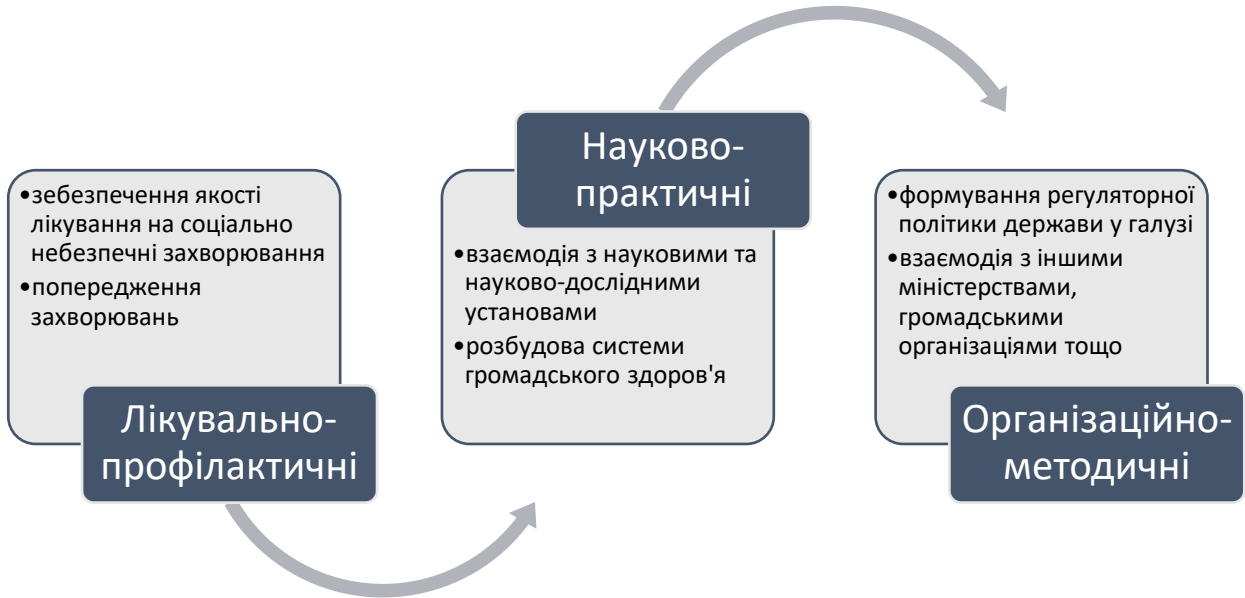 •зебезпечення якості
лікування на соціально
небезпечні захворювання
•попередження
захворювань
Лікувально-
профілактичні
Науково-
практичні
•взаємодія з науковими та
науково-дослідними
установами
•розбудова системи
громадського здоров'я
•формування регуляторної
політики держави у галузі
•взаємодія з іншими
міністерствами,
громадськими
організаціями тощо
Організаційно-
методичні